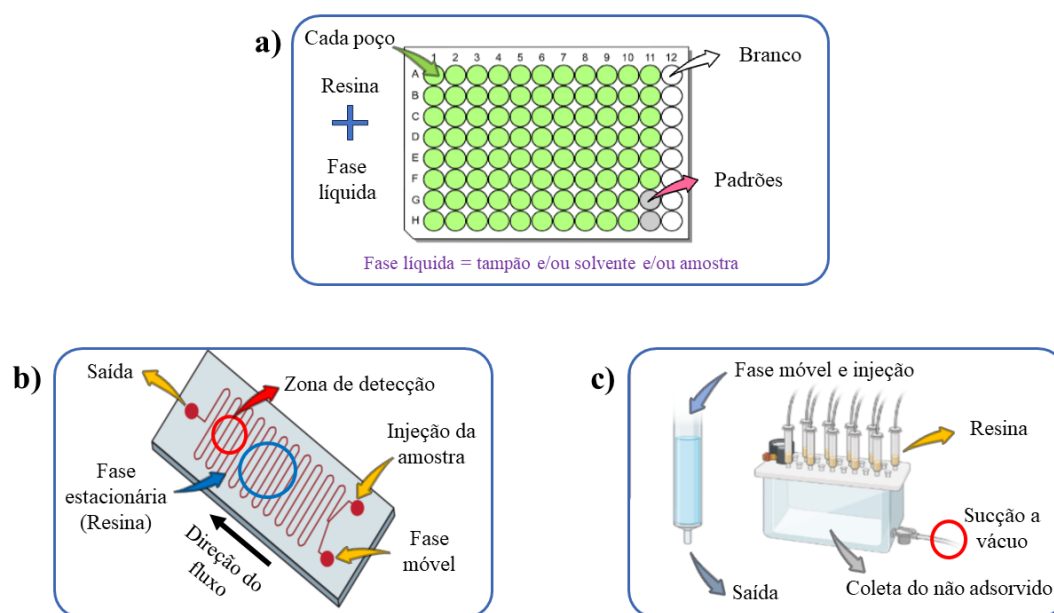 a)
Cada poço
Resina
Fase
líquida
1 2 3 4 5 6 7 8 9 10 11 12
A
B
C
D
E
F
G
H
Branco
Padrões
Fase líquida = tampão e/ou solvente e/ou amostra
b)
Saída
Zona de detecção
Injeção da
amostra
Fase
estacionária
(Resina)
Direção do
fluxo
Fase
móvel
c)
Fase móvel e injeção
Resina
Sucção a
vácuo
Saída
Coleta do não adsorvido